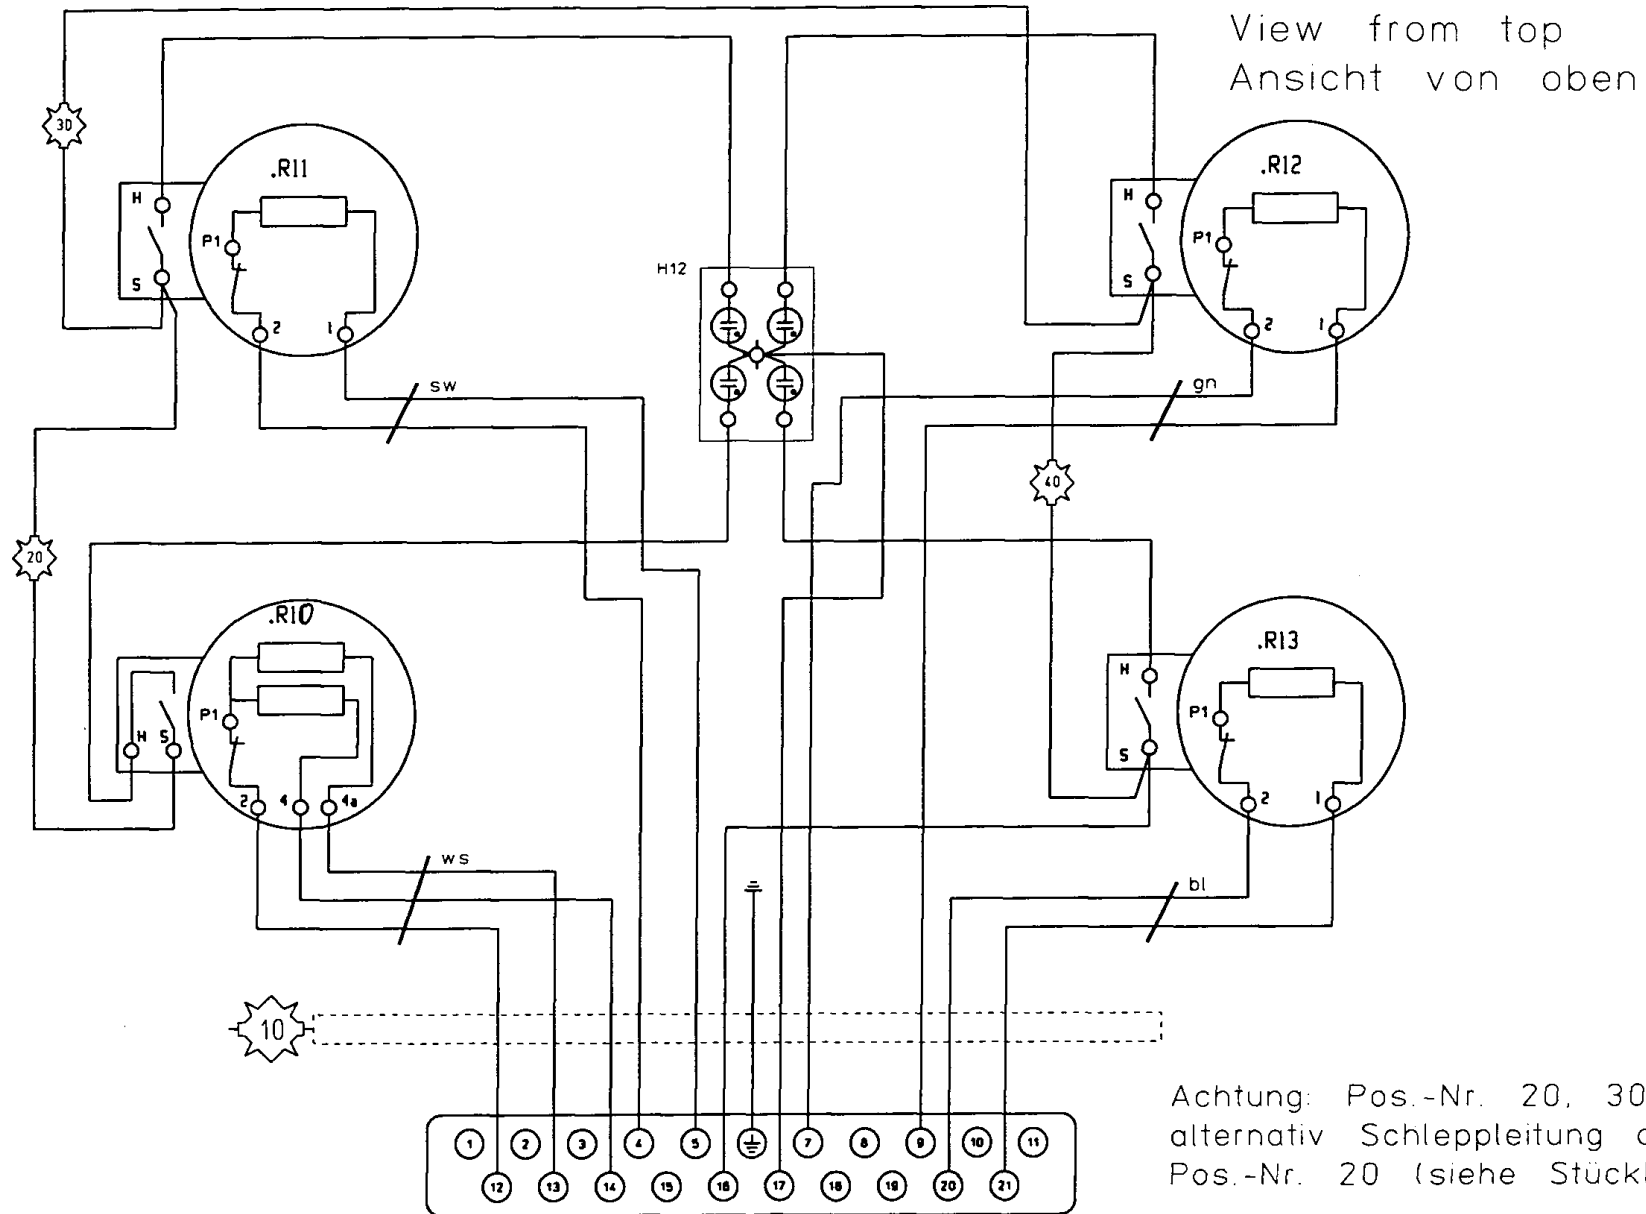 View from top
Ansicht von oben
30
.R11
H
P1
S
2
1
.R12
H
P1
S
2
1
H12
sw
gn
40
20
.R10
P1
H
S
2
4
4a
.R13
H
P1
S
2
1
ws
bl
10
Achtung: Pos.-Nr. 20, 30
alternativ Schleppleitung
Pos.-Nr. 20 (siehe
1 2 3 4 5 7 8 9 10 11
12 13 14 15 16 17 18 19 20 21